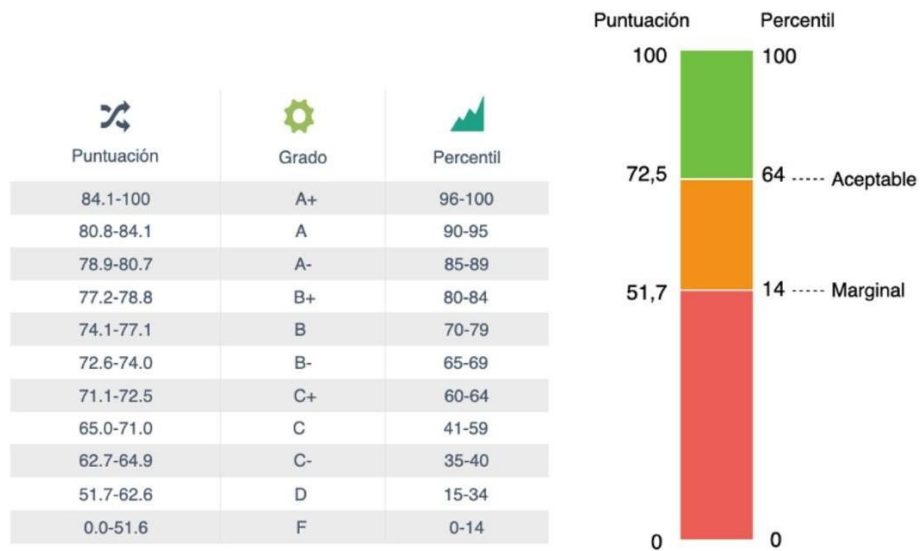 Puntuación Grado Percentil
84.1-100 A+ 96-100
80.8-84.1 A 90-95
78.9-80.7 A- 85-89
77.2-78.8 B+ 80-84
74.1-77.1 B 70-79
72.6-74.0 B- 65-69
71.1-72.5 C+ 60-64
65.0-71.0 C 41-59
62.7-64.9 C- 35-40
51.7-62.6 D 15-34
0.0-51.6 F 0-14
Puntuación Percentil
100 100
72,5 64 ----- Aceptable
51,7 14 ----- Marginal
0 0